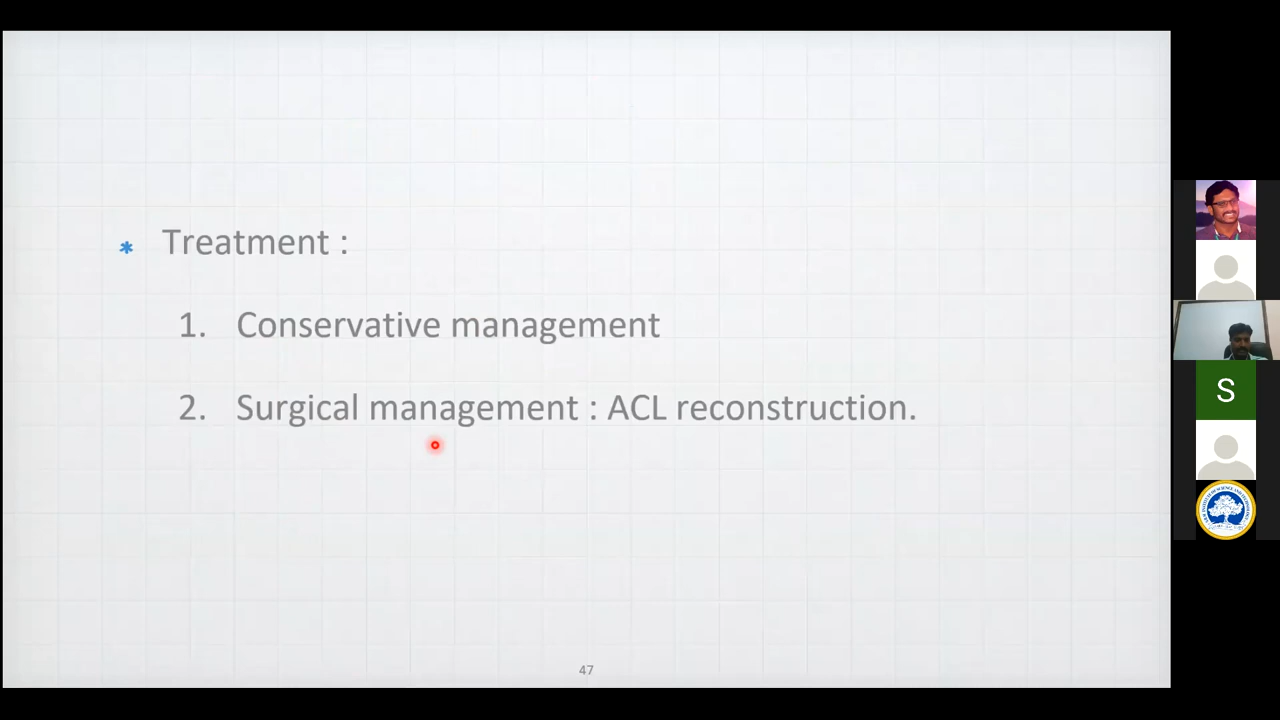 * Treatment :
1. Conservative management
2. Surgical management : ACL reconstruction.
47
S